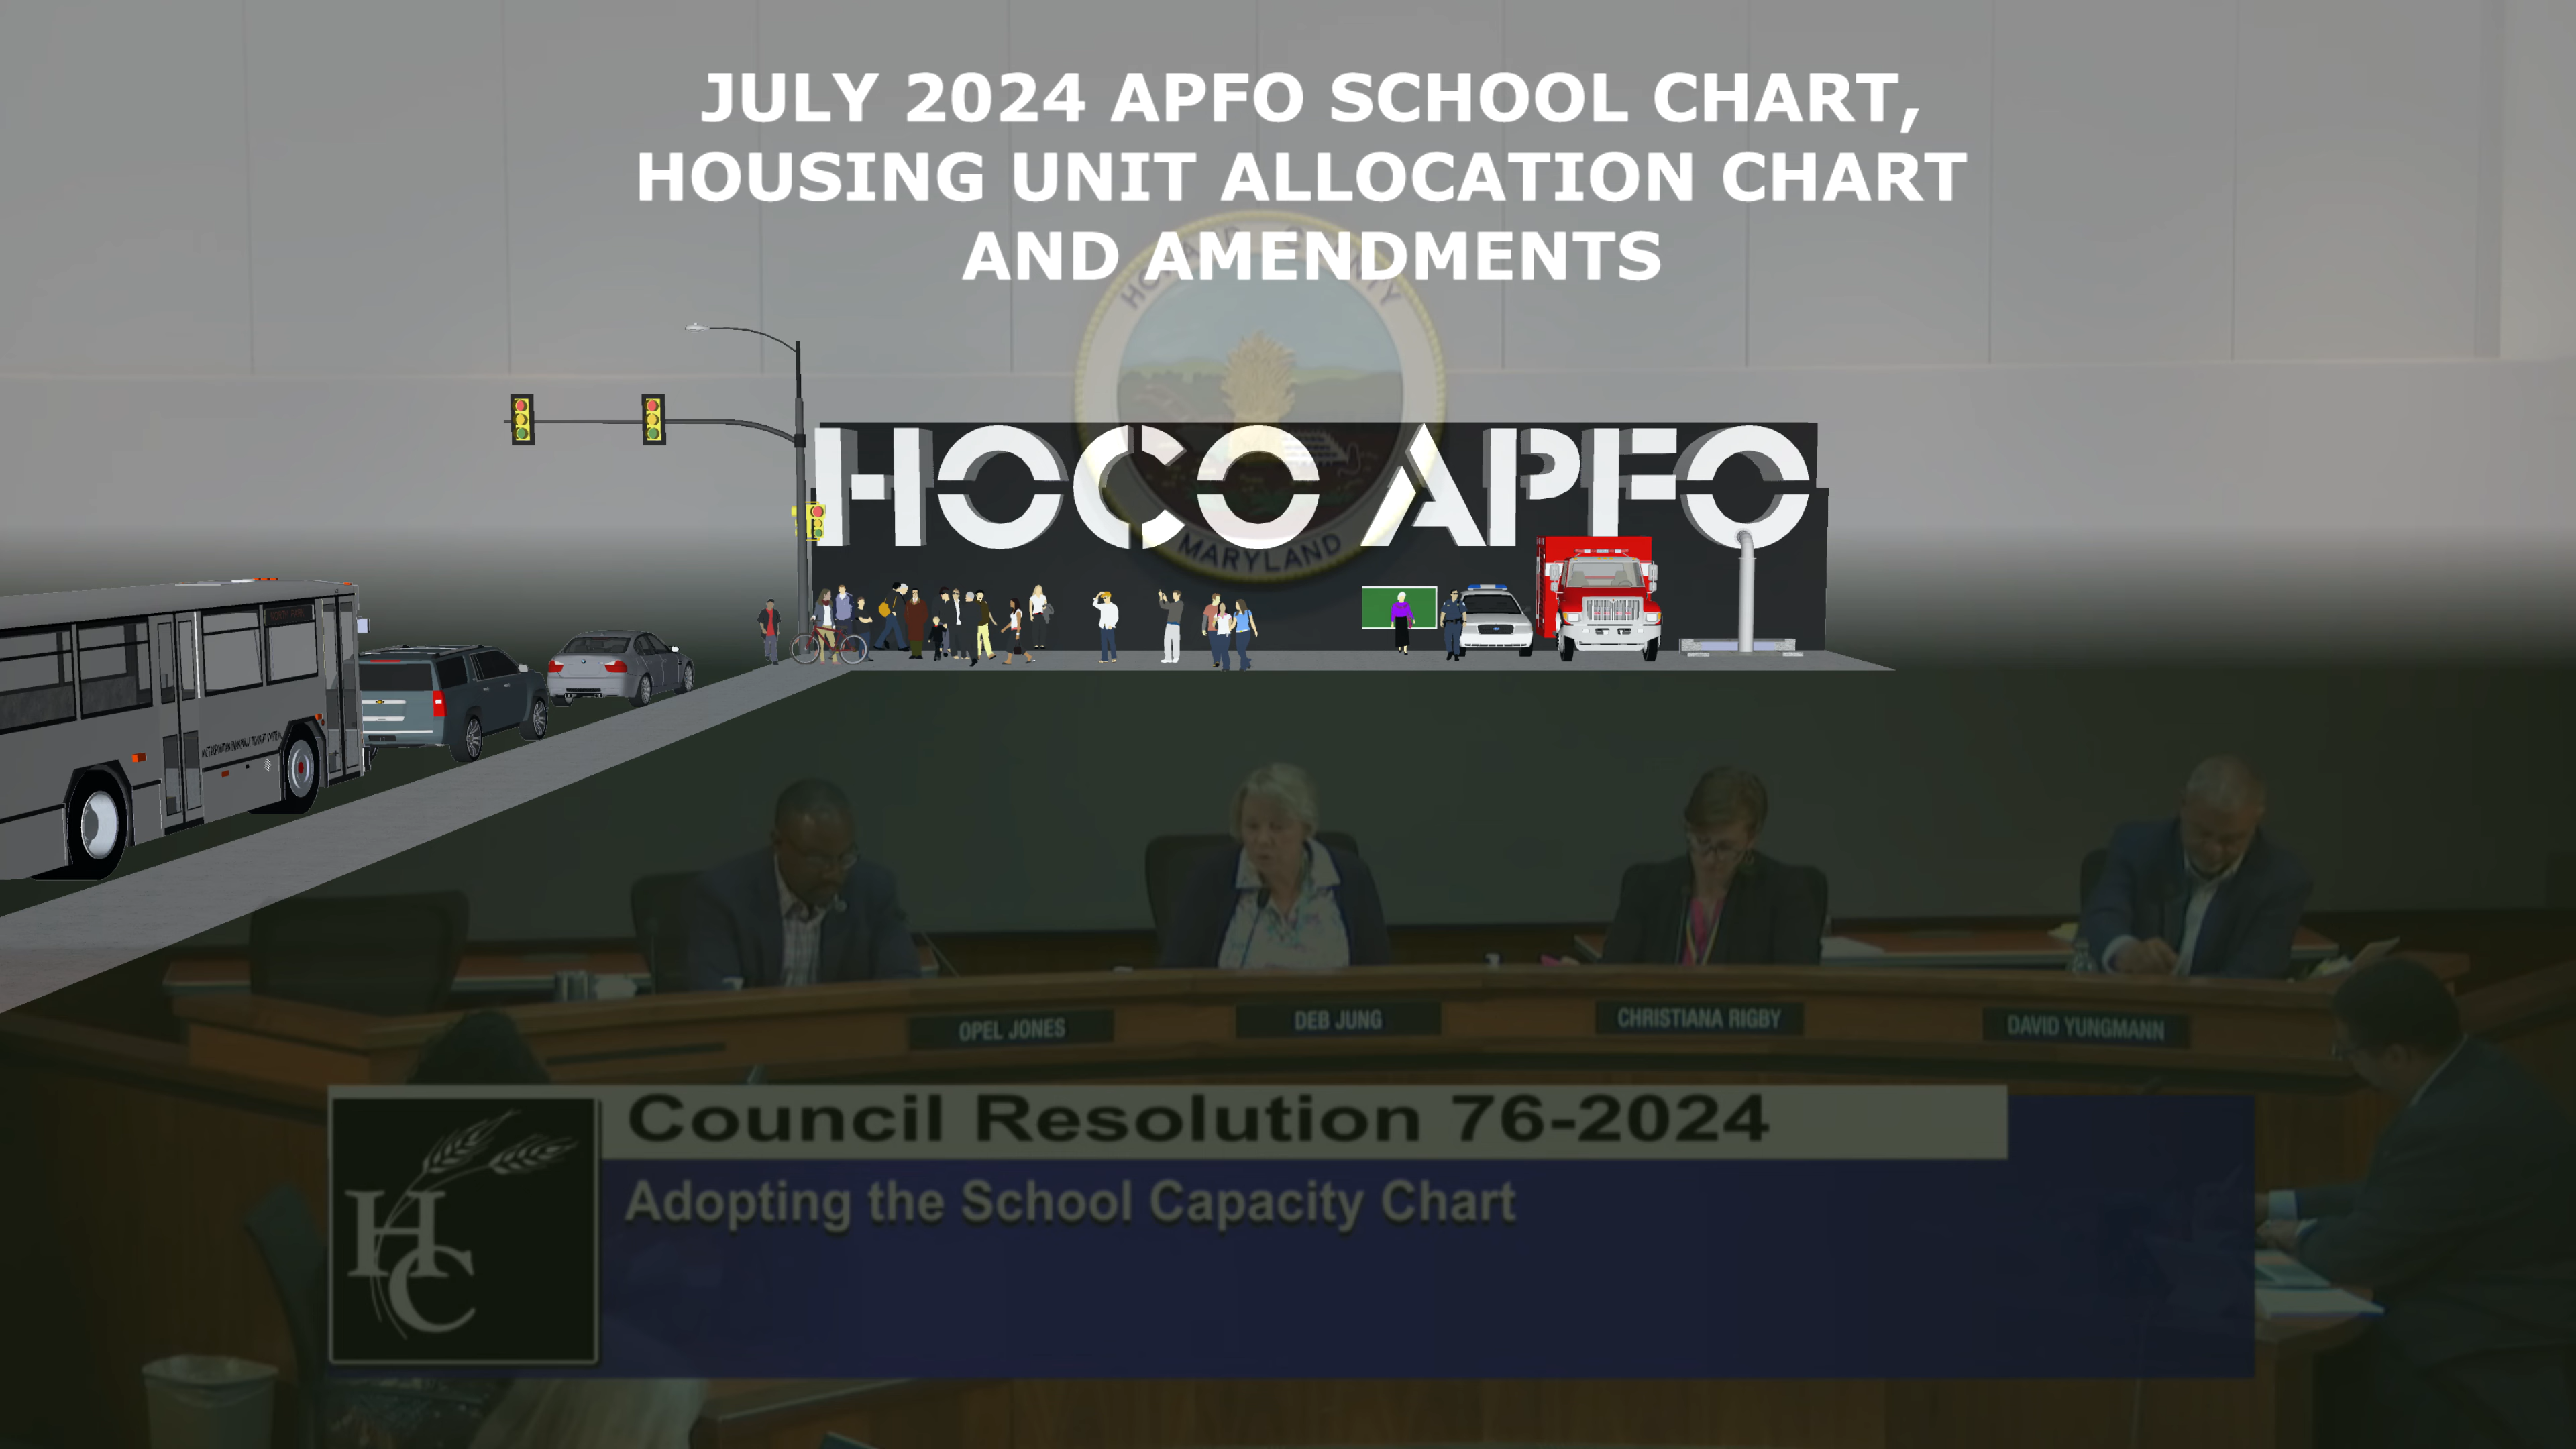 JULY 2024 APFO SCHOOL CHART,
HOUSING UNIT ALLOCATION CHART
AND AMENDMENTS
HOCO APFO
MARYLAND
OPEL JONES
DEB JUNG
CHRISTIANA RIGBY
DAVID YUNGMANN
Council Resolution 76-2024
Adopting the School Capacity Chart
HC